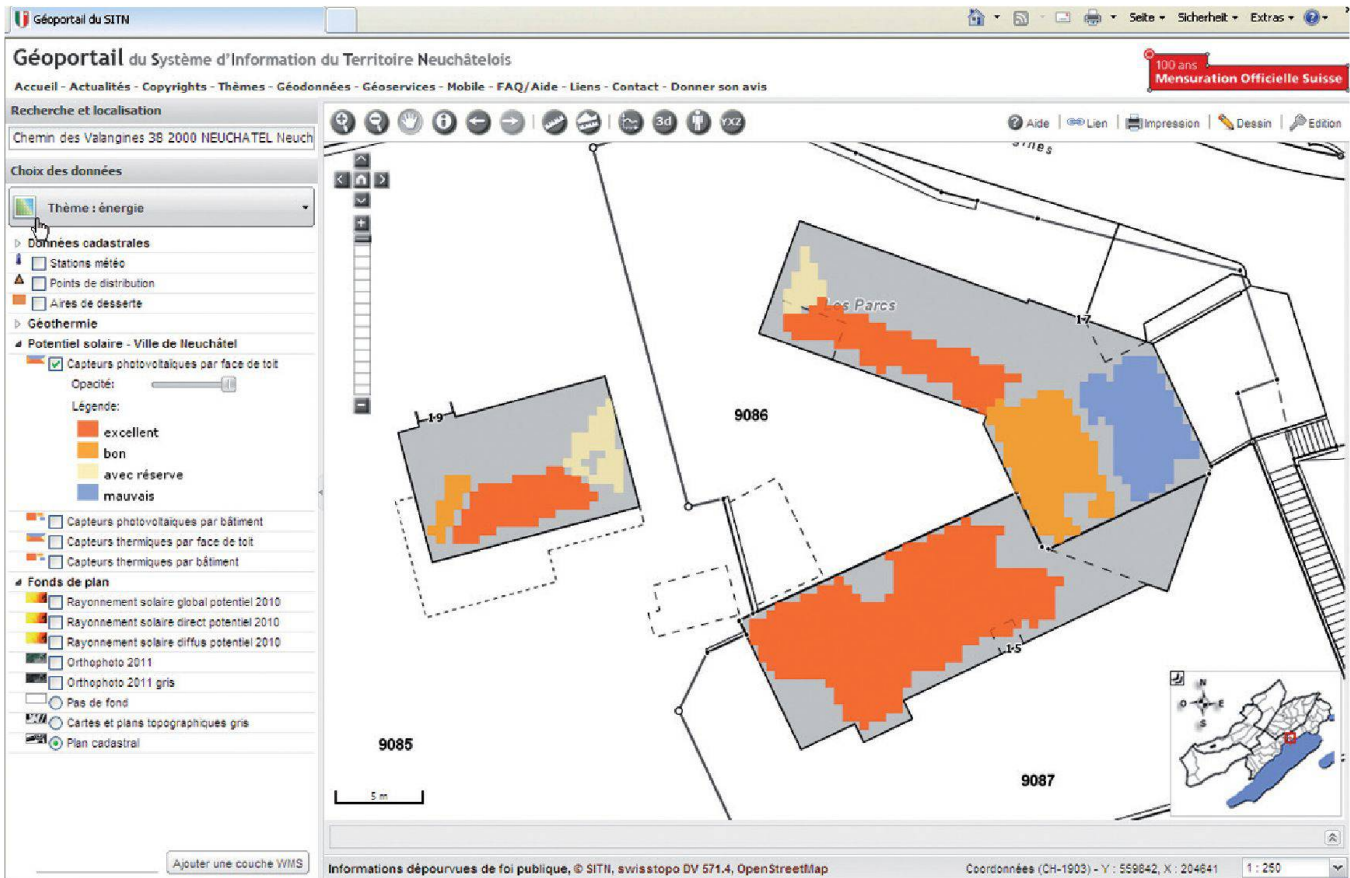 Géoportail du SITN
Seite Sicherheit Extras
Géoportail du Système d'Information du Territoire Neuchâtelois
100 ans
Mensuration Officielle Suisse
Accueil - Actualités - Copyrights - Thèmes - Géodonnées - Géoservices - Mobile - FAQ/Aide - Liens - Contact - Donner son avis
Recherche et localisation
Chemin des Valangines 38 2000 NEUCHATEL Neuch
3d YXZ
Aide Lien Impression Dessin Edition
Choix des données
Thème : énergie
Données cadastrales
Stations météo
Points de distribution
Aires de desserte
Géothermie
Potentiel solaire - Ville de Neuchâtel
Capteurs photovoltaïques par face de toit
Opacité:
Légende:
excellent
bon
avec réserve
mauvais
Capteurs photovoltaïques par bâtiment
Capteurs thermiques par face de toit
Capteurs thermiques par bâtiment
Fonds de plan
Rayonnement solaire global potentiel 2010
Rayonnement solaire direct potentiel 2010
Rayonnement solaire diffus potentiel 2010
Orthophoto 2011
Orthophoto 2011 gris
Pas de fond
Cartes et plans topographiques gris
Plan cadastral
Ajouter une couche WMS
Les Parcs
17
19
9086
15
9085
9087
5 m
N
O E
S
Informations dépourvues de foi publique, © SITN, swisstopo DV 571.4, OpenStreetMap
Coordonnées (CH-1903) - Y : 559842, X : 204641
1 : 250